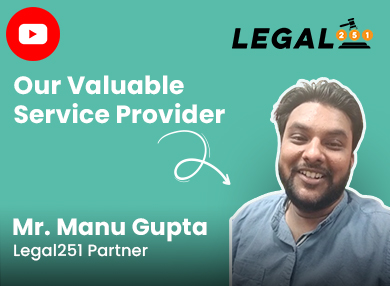 LEGAL 251
Our Valuable
Service Provider
Mr. Manu Gupta
Legal251 Partner